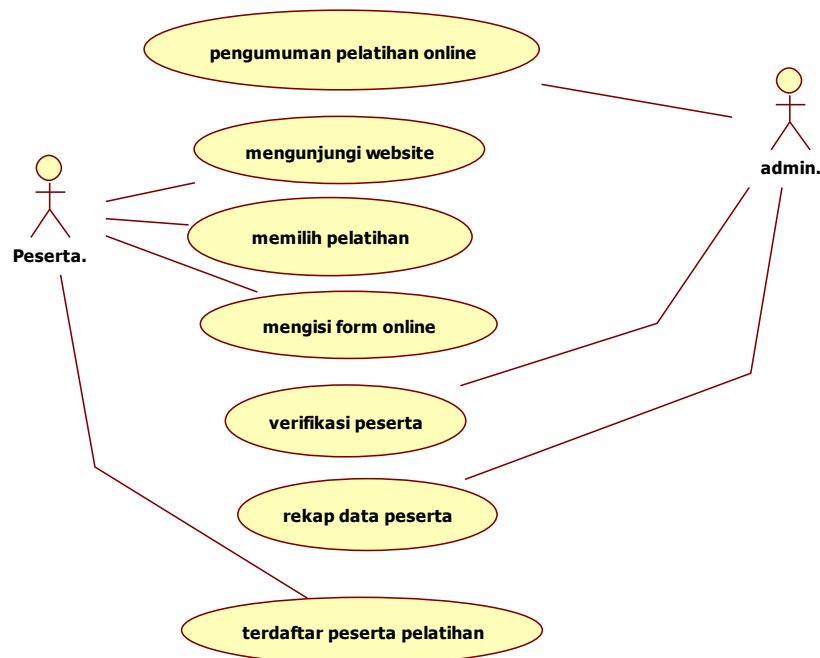 pengumuman pelatihan online
mengunjungi website
admin.
memilih pelatihan
Peserta.
mengisi form online
verifikasi peserta
rekap data peserta
terdaftar peserta pelatihan